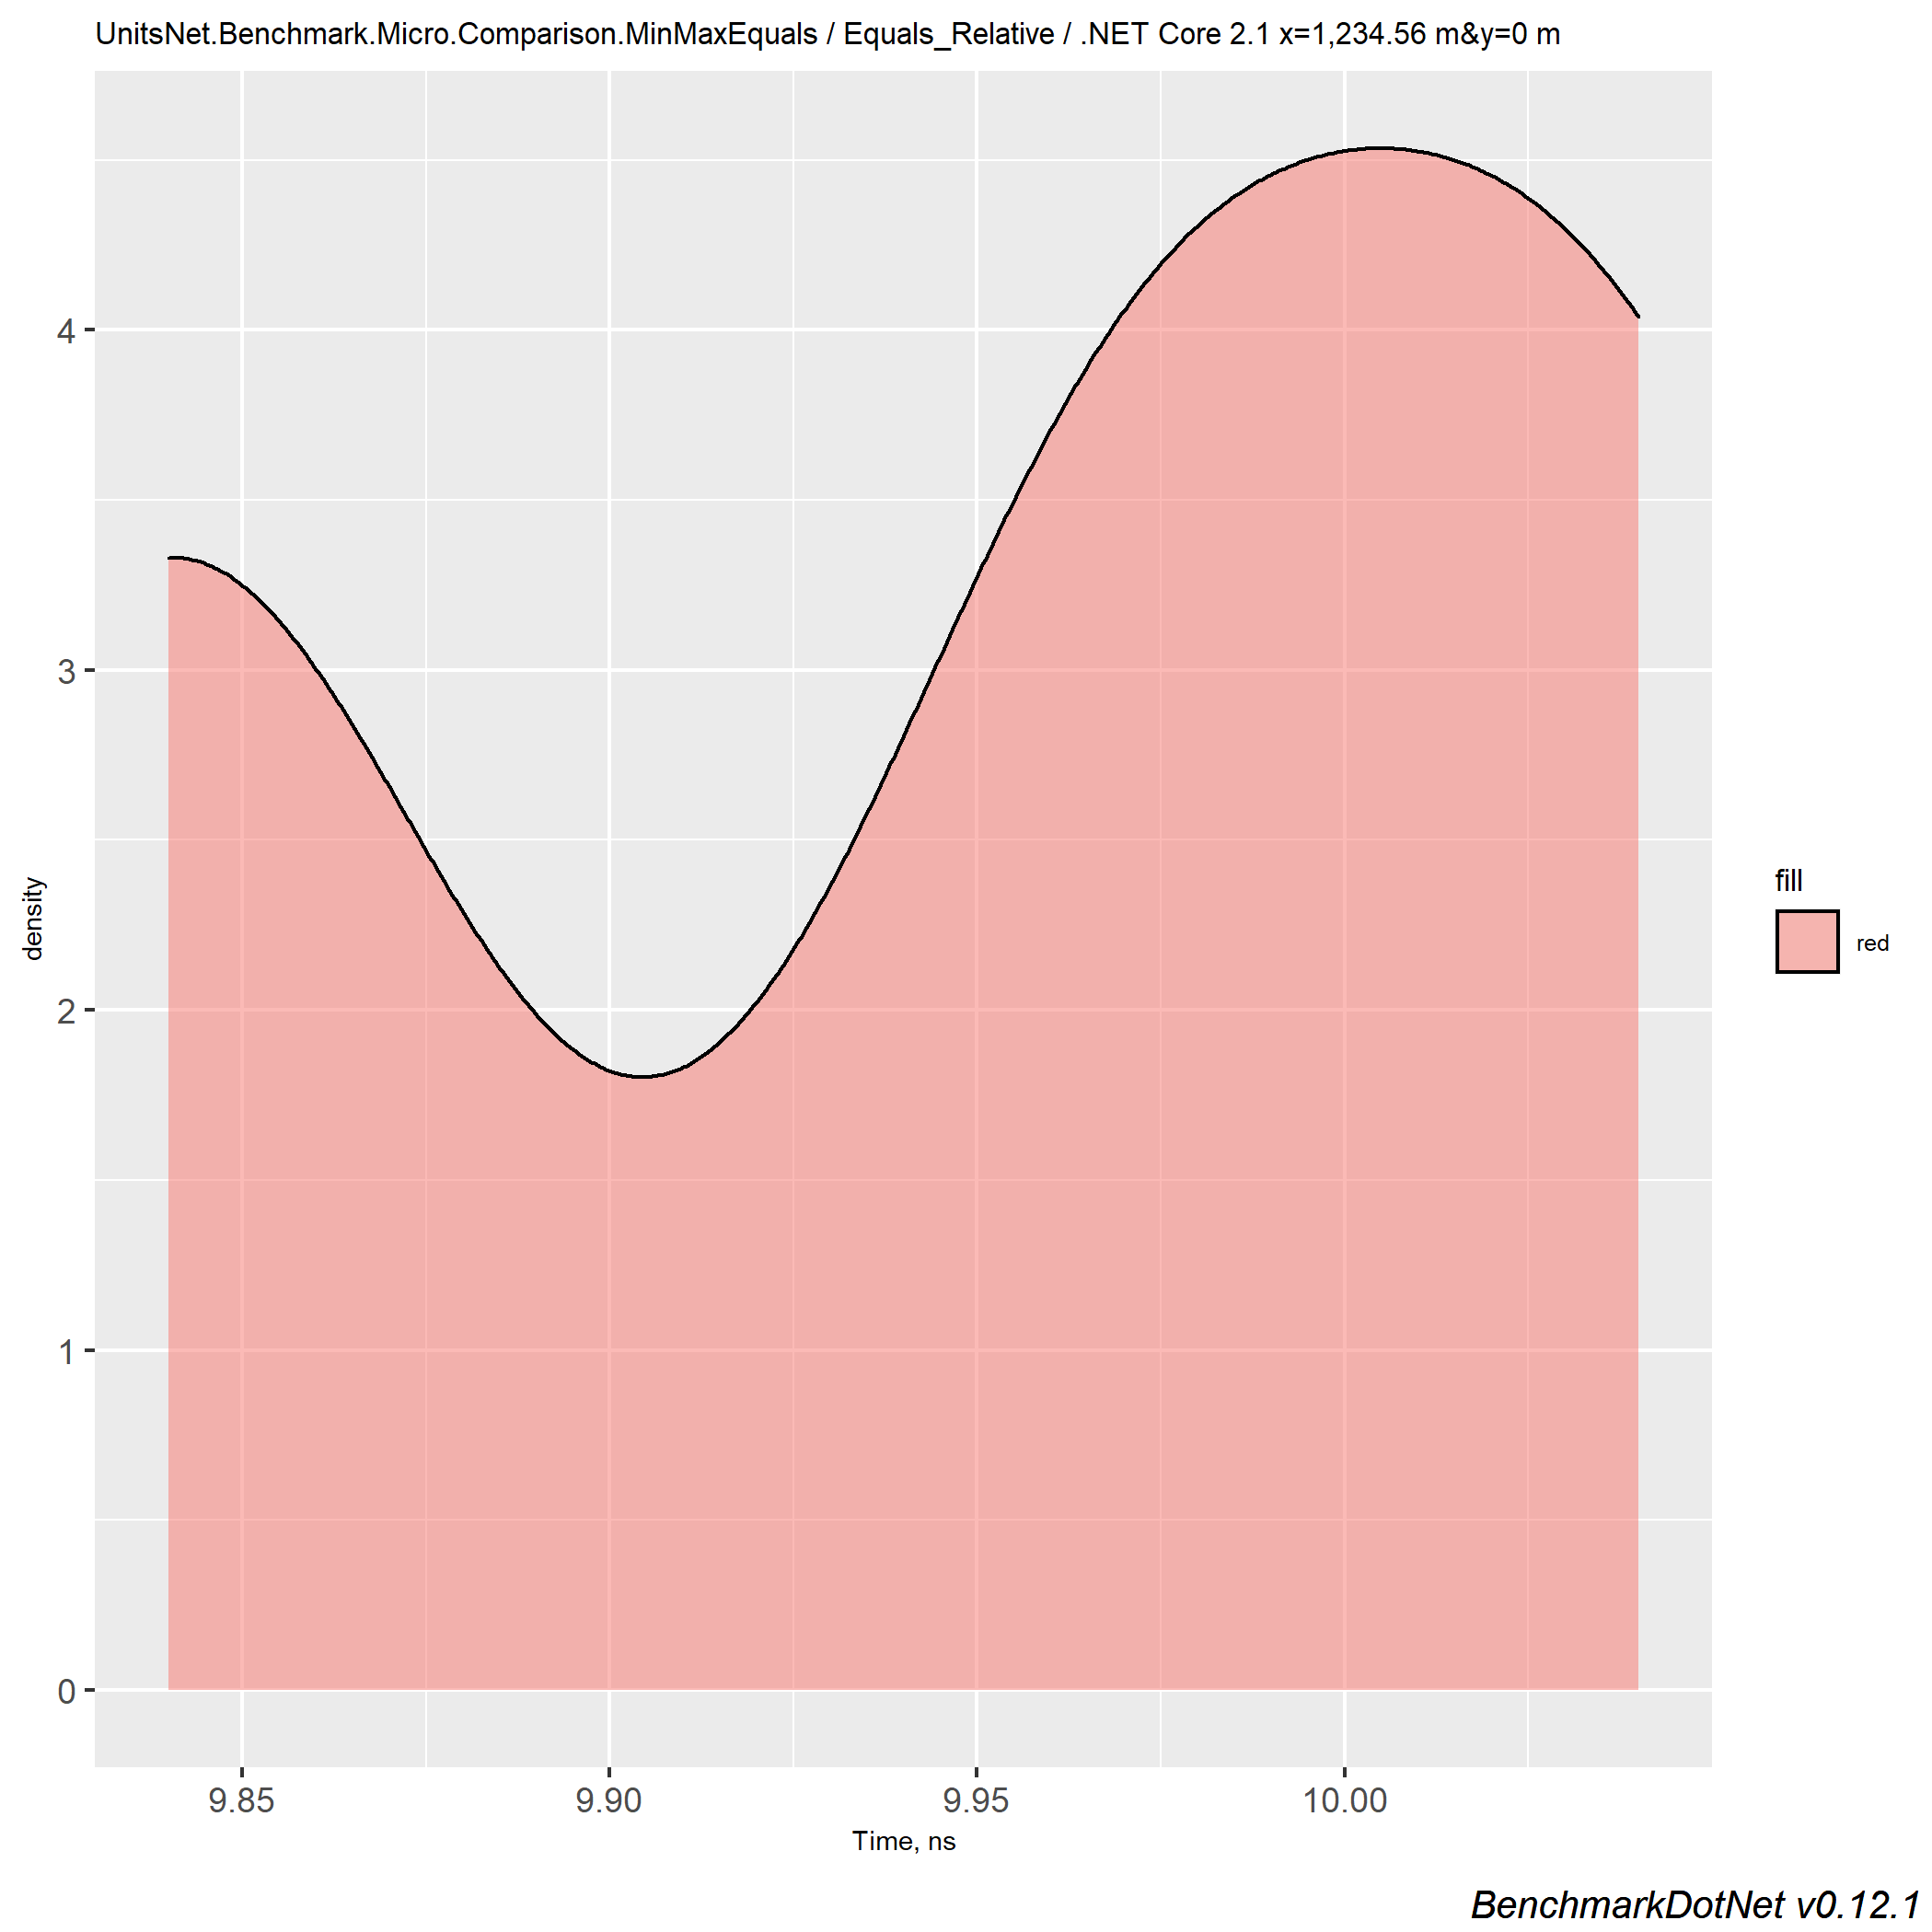 UnitsNet.Benchmark.Micro.Comparison.MinMaxEquals / Equals_Relative / .NET Core 2.1 x=1,234.56 m&y=0 m
4
3
2
1
0
density
9.85 9.90 9.95 10.00
Time, ns
fill
red
BenchmarkDotNet v0.12.1